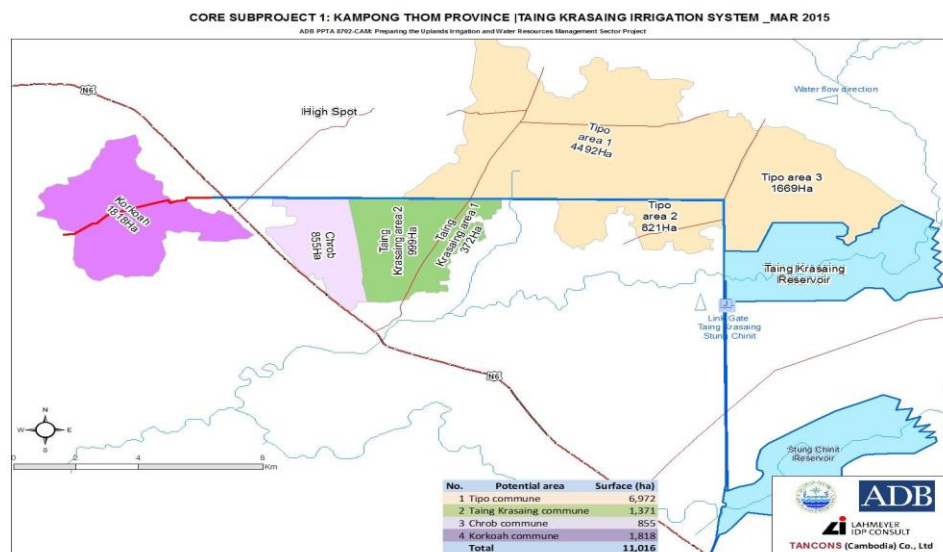 CORE SUBPROJECT 1: KAMPONG THOM PROVINCE |TAING KRASAING IRRIGATION SYSTEM _MAR 2015
ADB PPTA 8702-CAM: Preparing the Uplands Irrigation and Water Resources Management Sector Project
N6
High Spot
Water flow direction
Tipo
area 1
4492Ha
Tipo area 3
1669Ha
Korkoah
1818Ha
Tipo
area 2
821Ha
Chrob
855Ha
Taing
Krasaing area 2
999Ha
Taing
Krasaing area 1
372Ha
Taing Krasaing
Reservoir
Link Gate
Taing Krasaing
Stung Chinit
N6
N
W
E
S
0
2
4
8
Km
Stung Chinit
Reservoir
No. Potential area Surface (ha)
1 Tipo commune 6,972
2 Taing Krasaing commune 1,371
3 Chrob commune 855
4 Korkoah commune 1,818
Total 11,016
ADB
LAHMEYER
IDP CONSULT
TANCONS (Cambodia) Co., Ltd